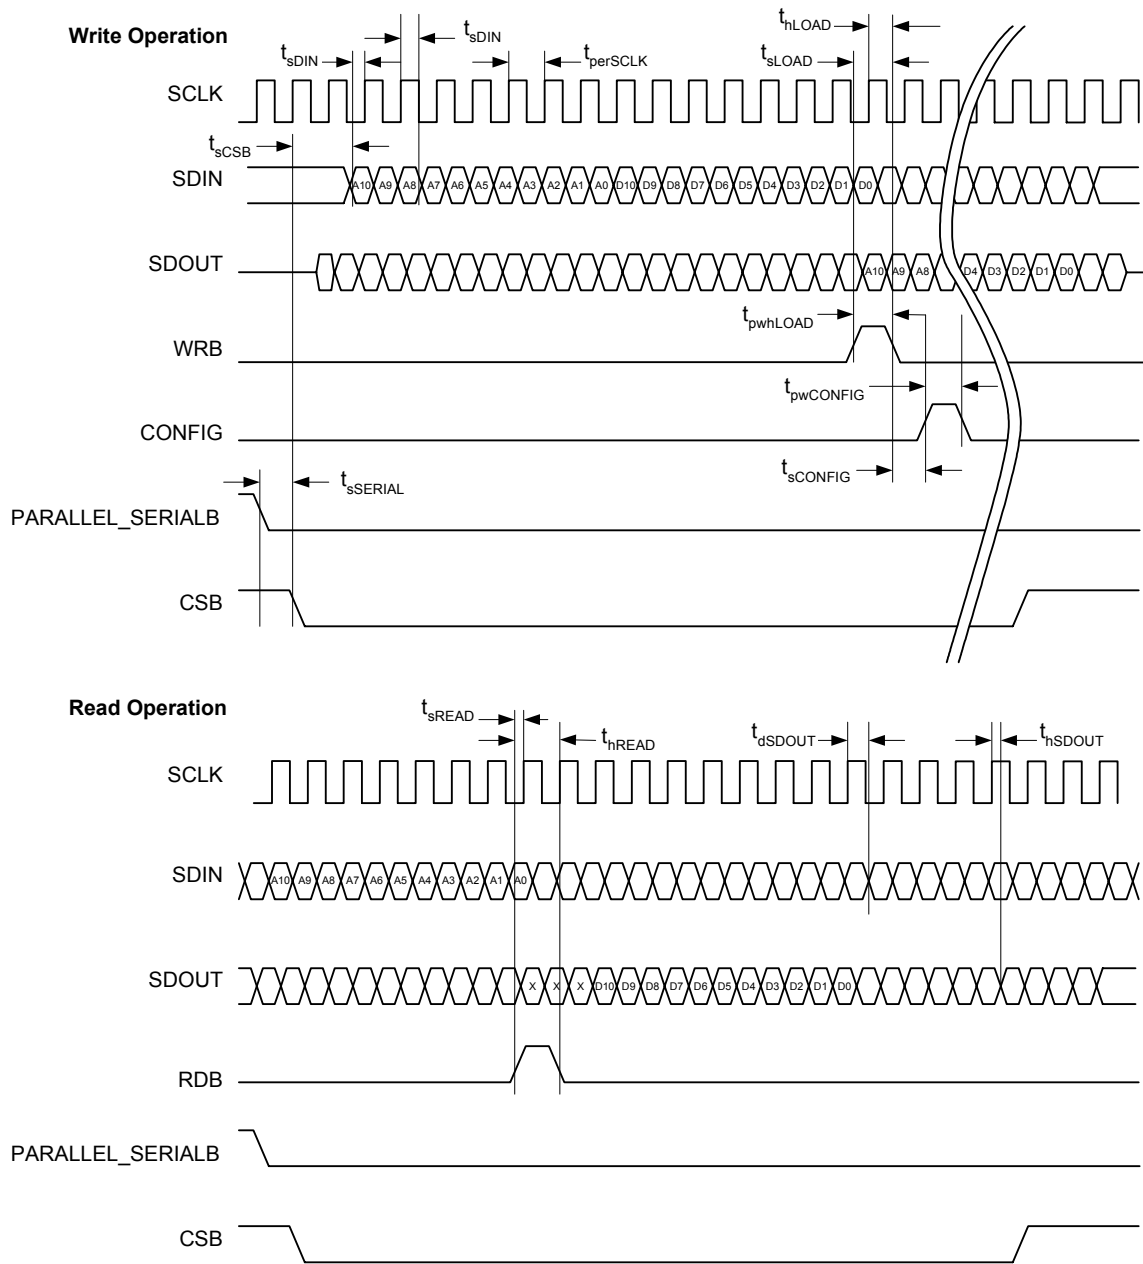 Write Operation
tsDIN
tsDIN
tperSCLK
thLOAD
tsLOAD
SCLK
tsCSB
SDIN
A10 A9 A8 A7 A6 A5 A4 A3 A2 A1 A0 D10 D9 D8 D7 D6 D5 D4 D3 D2 D1 D0
SDOUT
A10 A9 A8 D4 D3 D2 D1 D0
tpwhLOAD
WRB
tpwCONFIG
CONFIG
tsCONFIG
tsSERIAL
PARALLEL_SERIALB
CSB
Read Operation
tsREAD
thREAD
tdSDOUT
thSDOUT
SCLK
SDIN
A10 A9 A8 A7 A6 A5 A4 A3 A2 A1 A0
SDOUT
X X X D10 D9 D8 D7 D6 D5 D4 D3 D2 D1 D0
RDB
PARALLEL_SERIALB
CSB